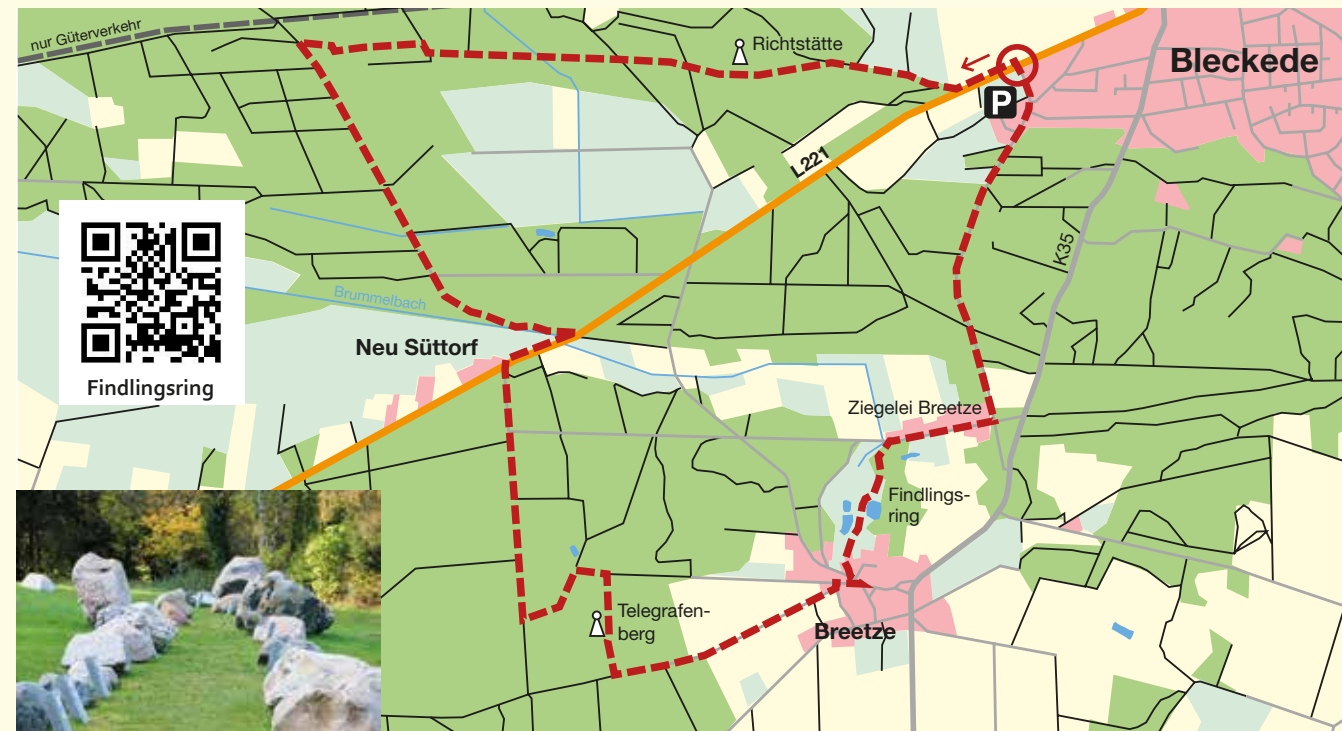 nur Güterverkehr
Richtstätte
Bleckede
P
L221
K35
Brummelbach
Neu Süttorf
Findlingsring
Ziegelei Breetze
Findlings-
ring
Telegrafen-
berg
Breetze